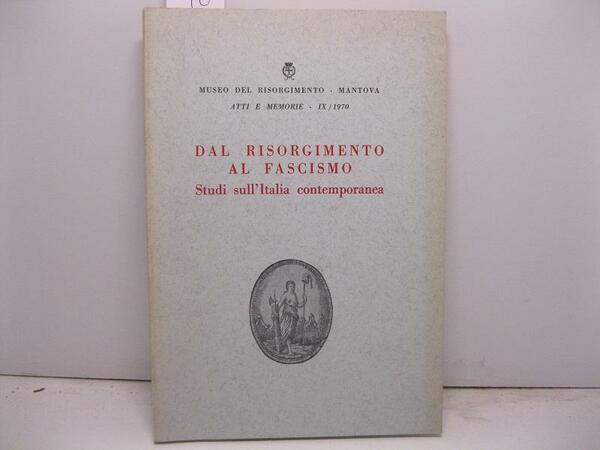 MUSEO DEL RISORGIMENTO - MANTOVA
ATTI E MEMORIE - IX/1970
DAL RISORGIMENTO
AL FASCISMO
Studi sull'Italia contemporanea